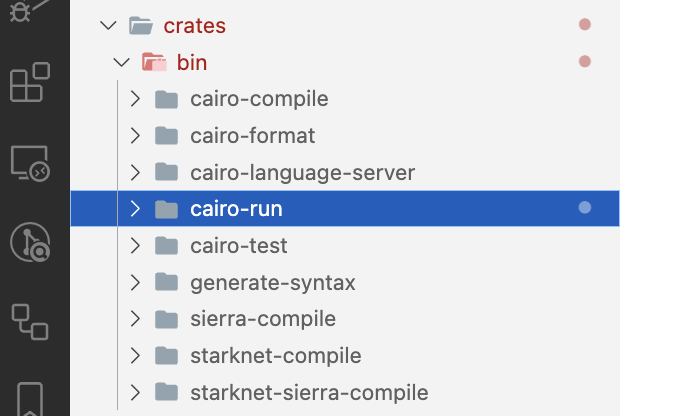 crates
bin
cairo-compile
cairo-format
cairo-language-server
cairo-run
cairo-test
generate-syntax
sierra-compile
starknet-compile
starknet-sierra-compile